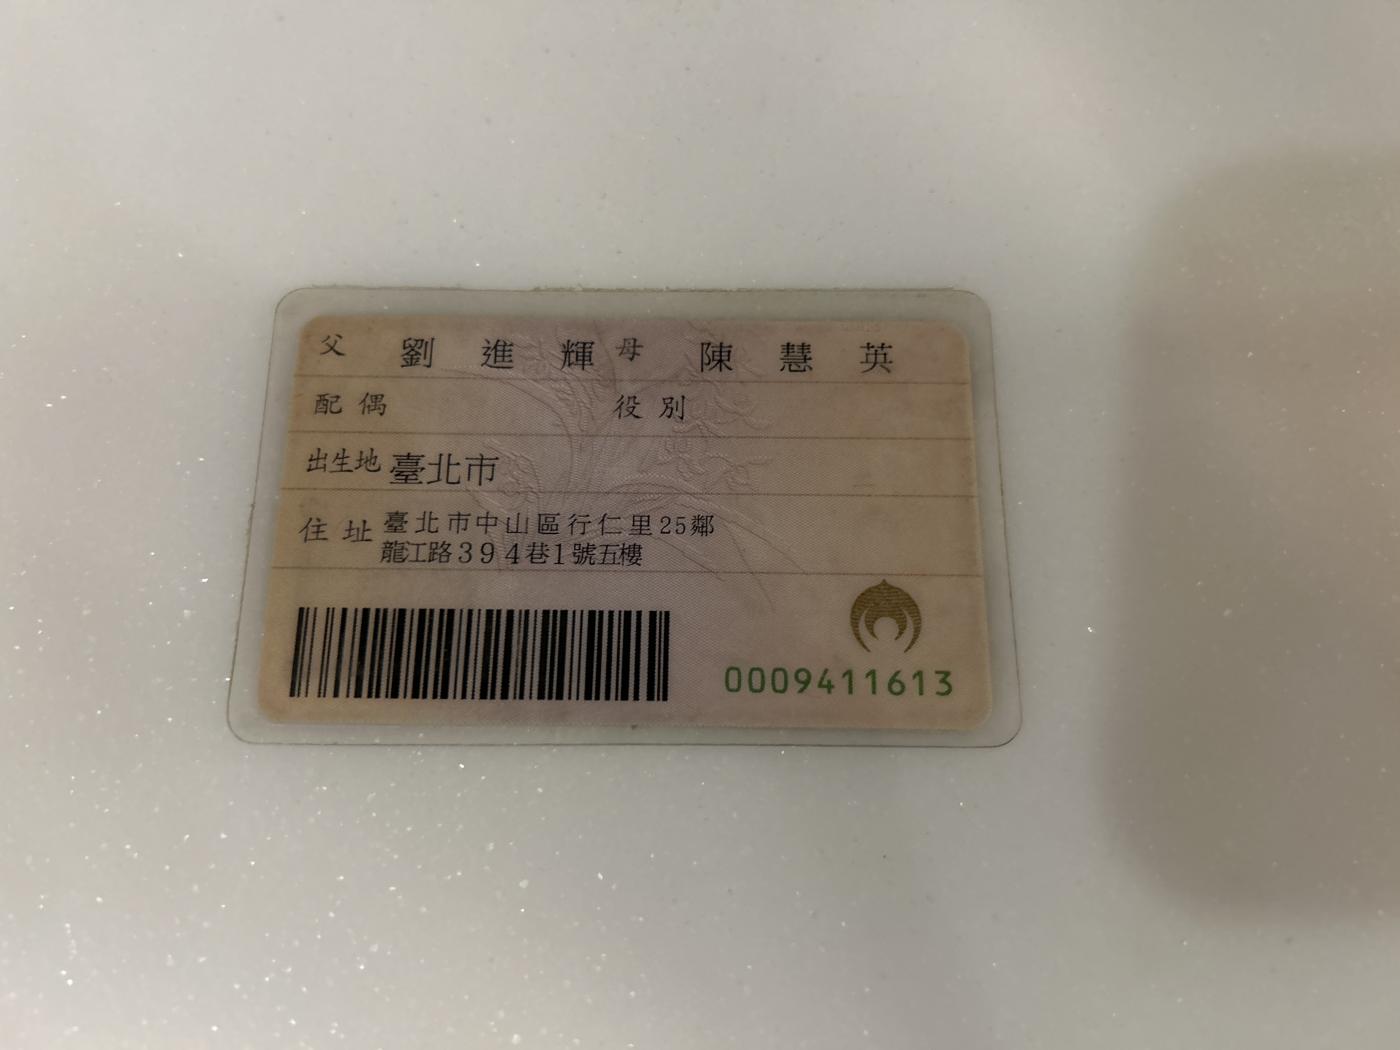 父 劉進輝 母 陳慧英
配偶 役別
出生地 臺北市
住址 臺北市中山區行仁里25鄰
龍江路394巷1號五樓
0009411613